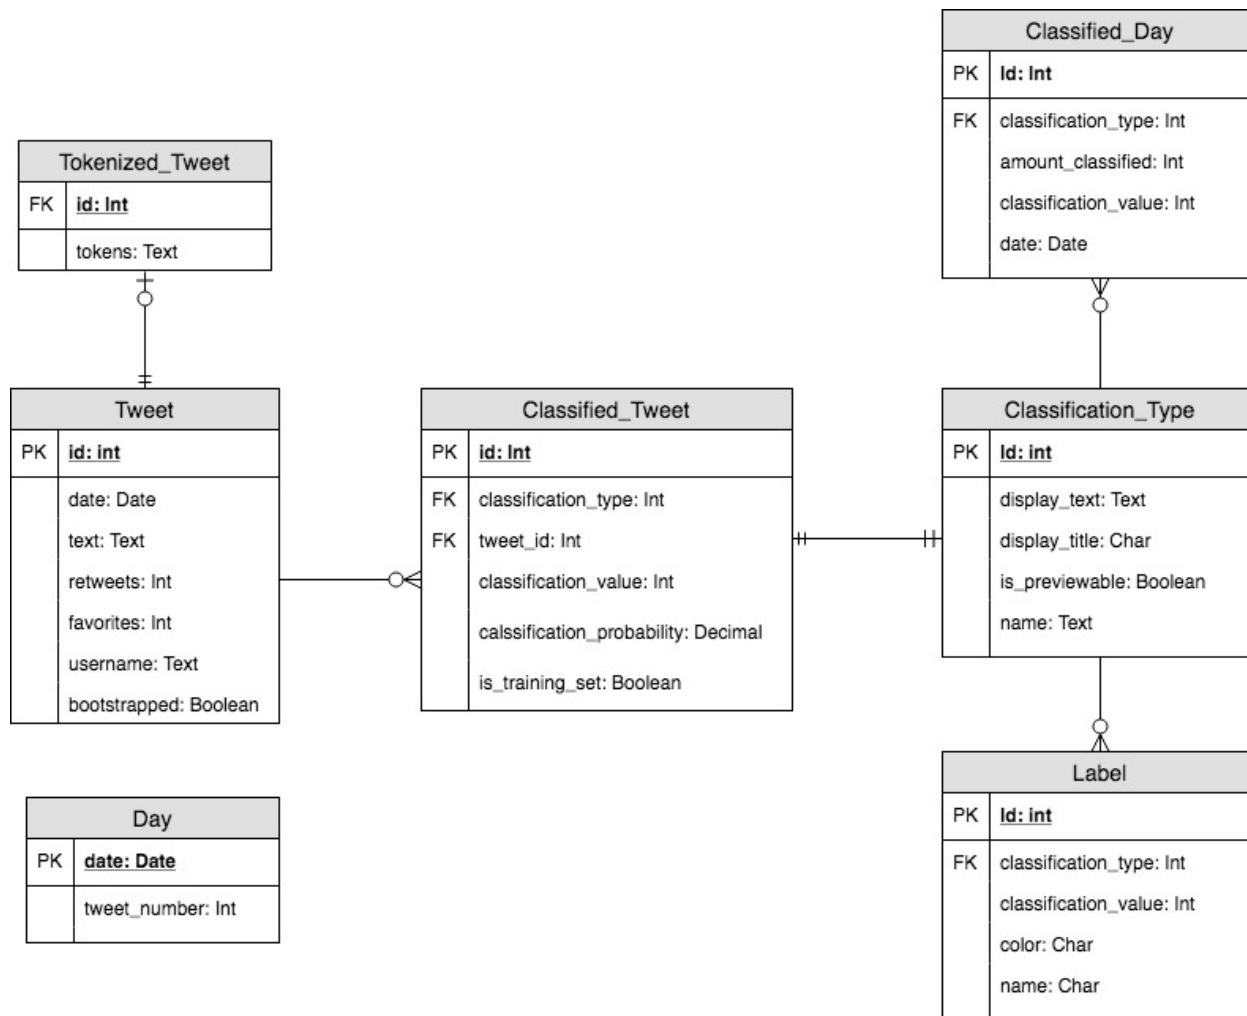 Classified_Day
PK Id: Int
FK classification_type: Int
amount_classified: Int
classification_value: Int
date: Date
Tokenized_Tweet
FK id: Int
tokens: Text
Tweet
PK id: int
date: Date
text: Text
retweets: Int
favorites: Int
username: Text
bootstrapped: Boolean
Classified_Tweet
PK id: Int
FK classification_type: Int
FK tweet_id: Int
classification_value: Int
calssification_probability: Decimal
is_training_set: Boolean
Classification_Type
PK Id: int
display_text: Text
display_title: Char
is_previewable: Boolean
name: Text
Day
PK date: Date
tweet_number: Int
Label
PK Id: int
FK classification_type: Int
classification_value: Int
color: Char
name: Char